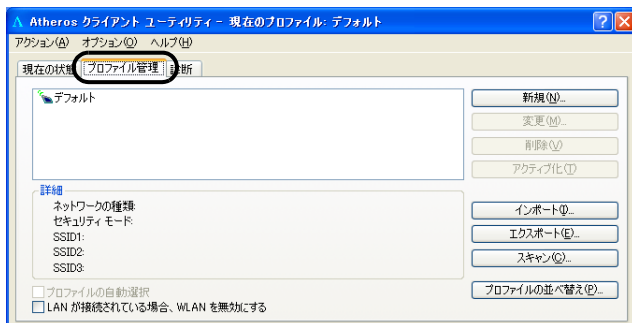 Atheros クライアント ユーティリティ - 現在のプロファイル: デフォルト
アクション(A) オプション(O) ヘルプ(H)
現在の状態 プロファイル管理 診断
デフォルト
新規(N)...
変更(M)...
削除(V)
アクティブ化(T)
詳細
ネットワークの種類:
セキュリティ モード:
SSID1:
SSID2:
SSID3:
インポート(I)...
エクスポート(E)...
スキャン(C)...
プロファイルの並べ替え(P)...
プロファイルの自動選択
LAN が接続されている場合、WLAN を無効にする